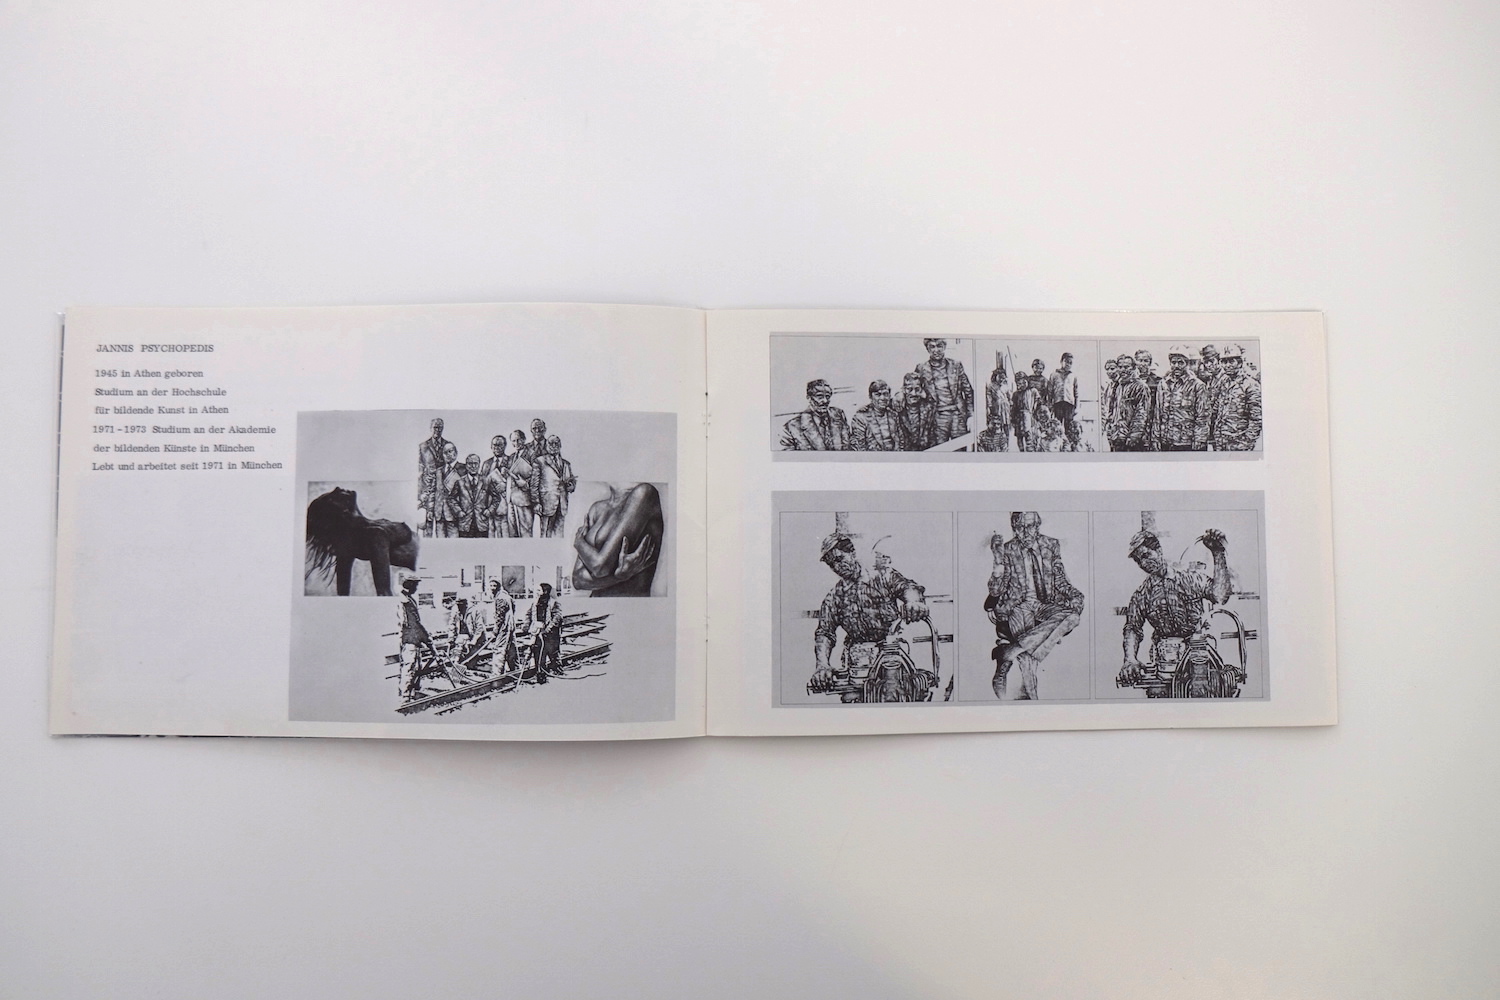 JANNIS PSYCHOPEDIS
1945 in Athen geboren
Studium an der Hochschule
für bildende Kunst in Athen
1971-1973 Studium an der Akademie
der bildenden Künste in München
Lebt und arbeitet seit 1971 in München